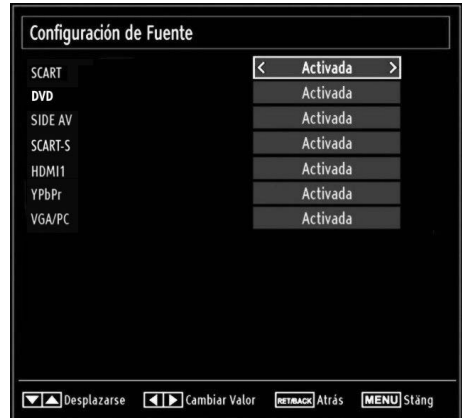 Configuración de Fuente
SCART < Activada >
DVD Activada
SIDE AV Activada
SCART-S Activada
HDMI1 Activada
YPbPr Activada
VGA/PC Activada
Desplazarse Cambiar Valor RET/BACK Atrás MENU Stäng